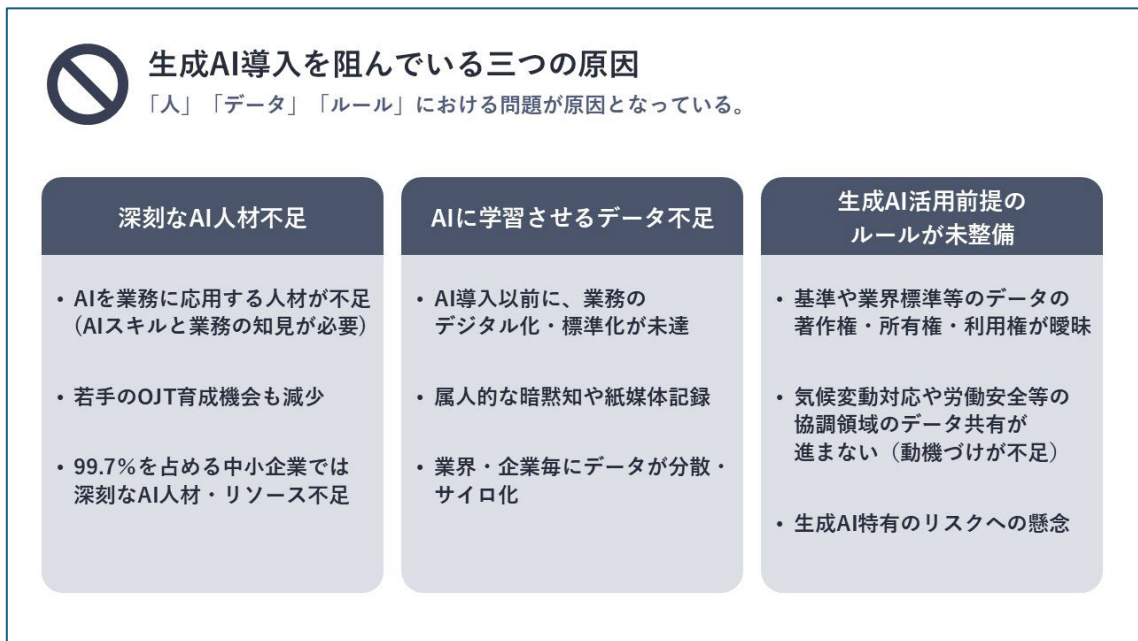 生成AI導入を阻んでいる三つの原因
「人」「データ」「ルール」における問題が原因となっている。
深刻なAI人材不足
・AIを業務に応用する人材が不足
(AIスキルと業務の知見が必要)
・若手のOJT育成機会も減少
・99.7%を占める中小企業では
深刻なAI人材・リソース不足
AIに学習させるデータ不足
・AI導入以前に、業務の
デジタル化・標準化が未達
・属人的な暗黙知や紙媒体記録
・業界・企業毎にデータが分散・
サイロ化
生成AI活用前提の
ルールが未整備
・基準や業界標準等のデータの
著作権・所有権・利用権が曖昧
・気候変動対応や労働安全等の
協調領域のデータ共有が
進まない（動機づけが不足）
・生成AI特有のリスクへの懸念